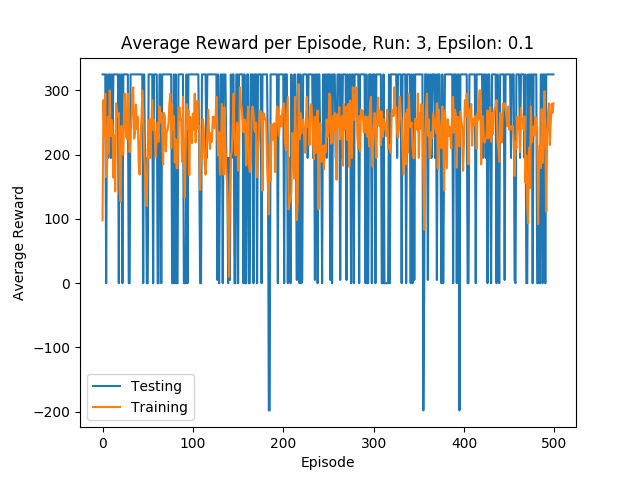 Average Reward per Episode, Run: 3, Epsilon: 0.1
300
200
100
0
−100
−200
Average Reward
Testing
Training
0 100 200 300 400 500
Episode